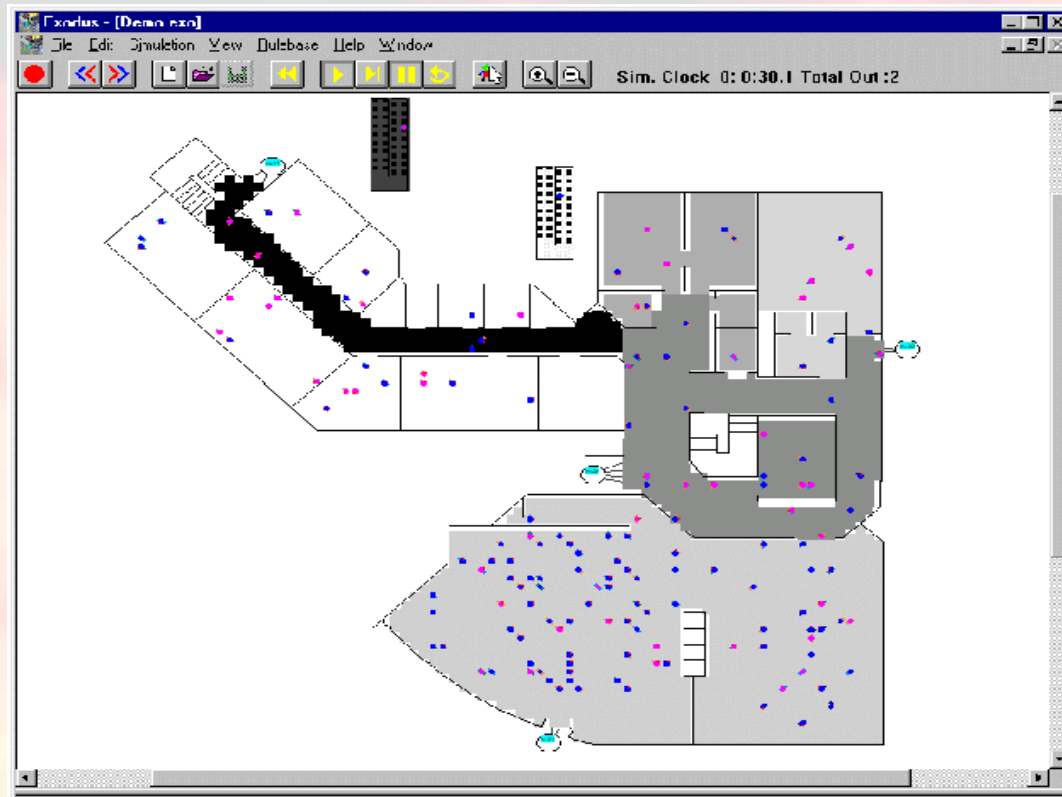 Exodus - [Demo.exo]
File Edit Simulation View Rulebase Help Window
Sim. Clock 0: 0:30.1 Total Out :2